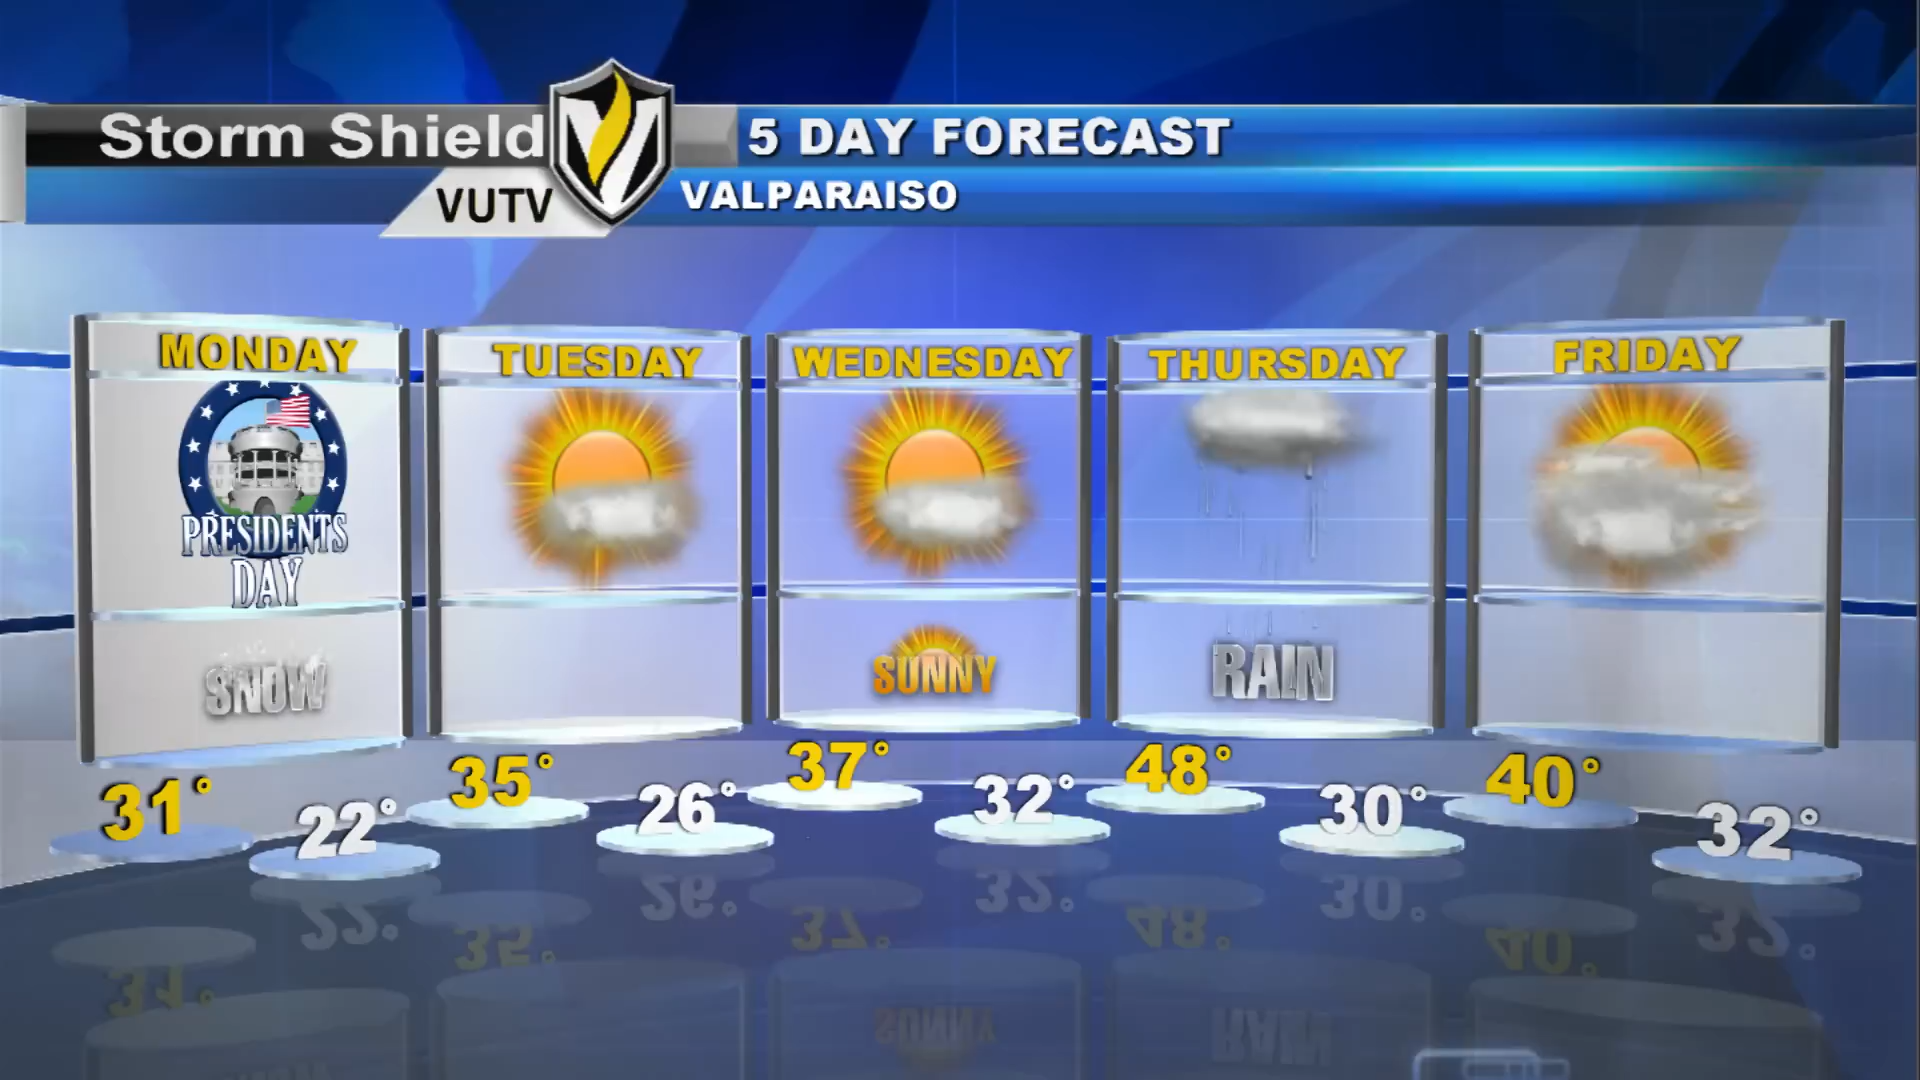 Storm Shield
VUTV
5 DAY FORECAST
VALPARAISO
MONDAY
TUESDAY
WEDNESDAY
THURSDAY
FRIDAY
PRESIDENTS
DAY
SNOW
SUNNY
RAIN
31° 22° 35° 26° 37° 32° 48° 30° 40° 32°